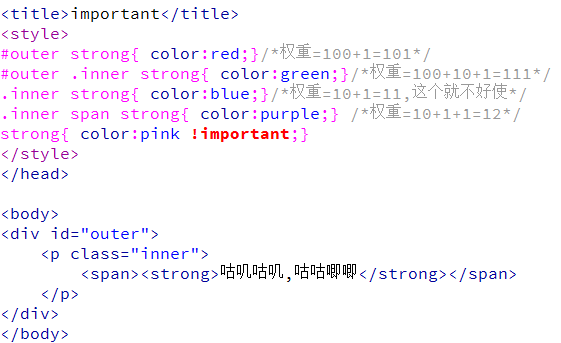 <title>important</title>
<style>
#outer strong{ color:red;}/*权重=100+1=101*/
#outer .inner strong{ color:green;}/*权重=100+10+1=111*/
.inner strong{ color:blue;}/*权重=10+1=11,这个就不好使*/
.inner span strong{ color:purple;} /*权重=10+1+1=12*/
strong{ color:pink !important;}
</style>
</head>
<body>
<div id="outer">
<p class="inner">
<span><strong>咕叽咕叽,咕咕唧唧</strong></span>
</p>
</div>
</body>